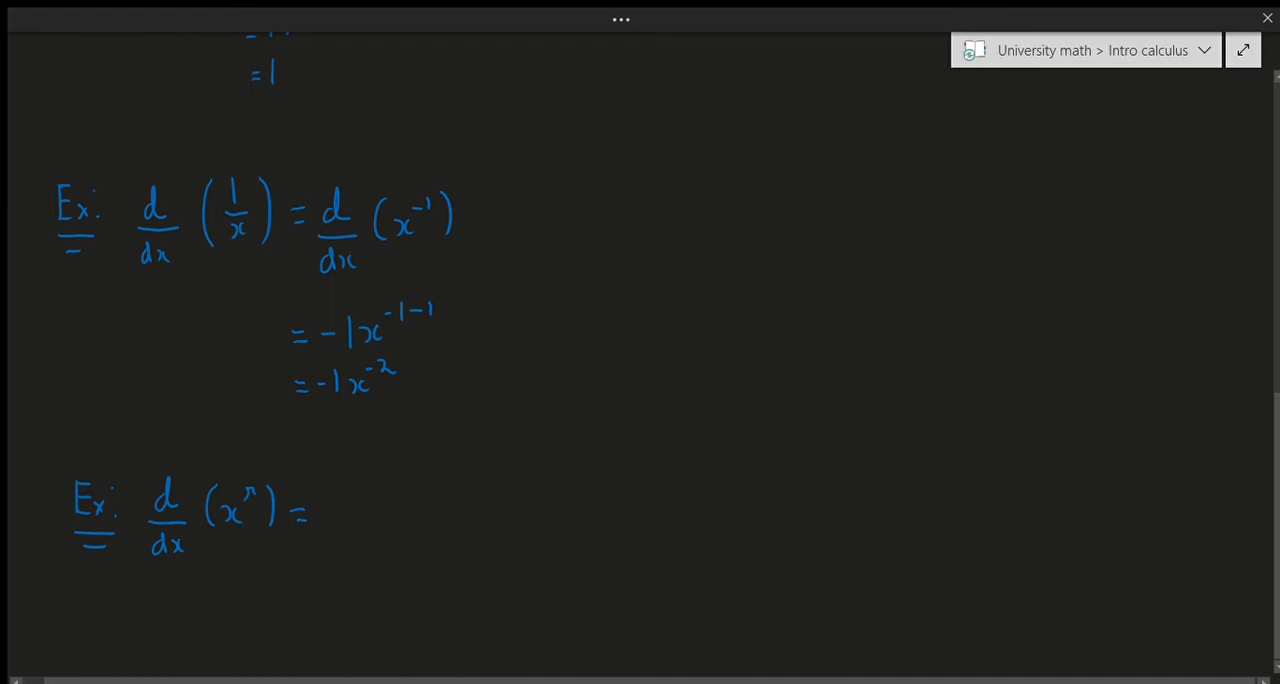 ...
×
University math > Intro calculus
= 1
Ex: d/dx (1/x) = d/dx (x^-1)
= -1x^-1-1
= -1x^-2
Ex: d/dx (x^π) =